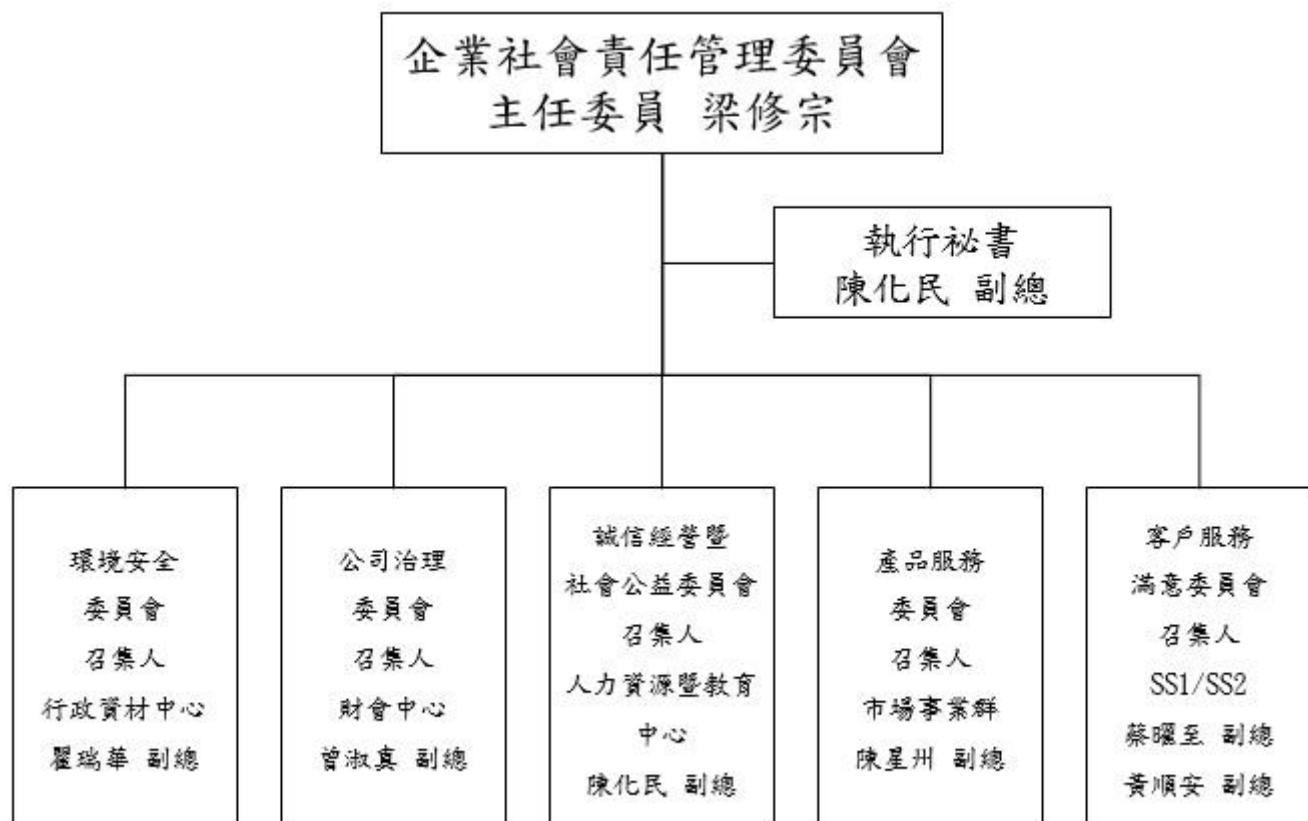 企業社會責任管理委員會
主任委員 梁修宗
執行祕書
陳化民 副總
環境安全
委員會
召集人
行政資材中心
瞿瑞華 副總
公司治理
委員會
召集人
財會中心
曾淑真 副總
誠信經營暨
社會公益委員會
召集人
人力資源暨教育
中心
陳化民 副總
產品服務
委員會
召集人
市場事業群
陳星州 副總
客戶服務
滿意委員會
召集人
SS1/SS2
蔡曜至 副總
黃順安 副總